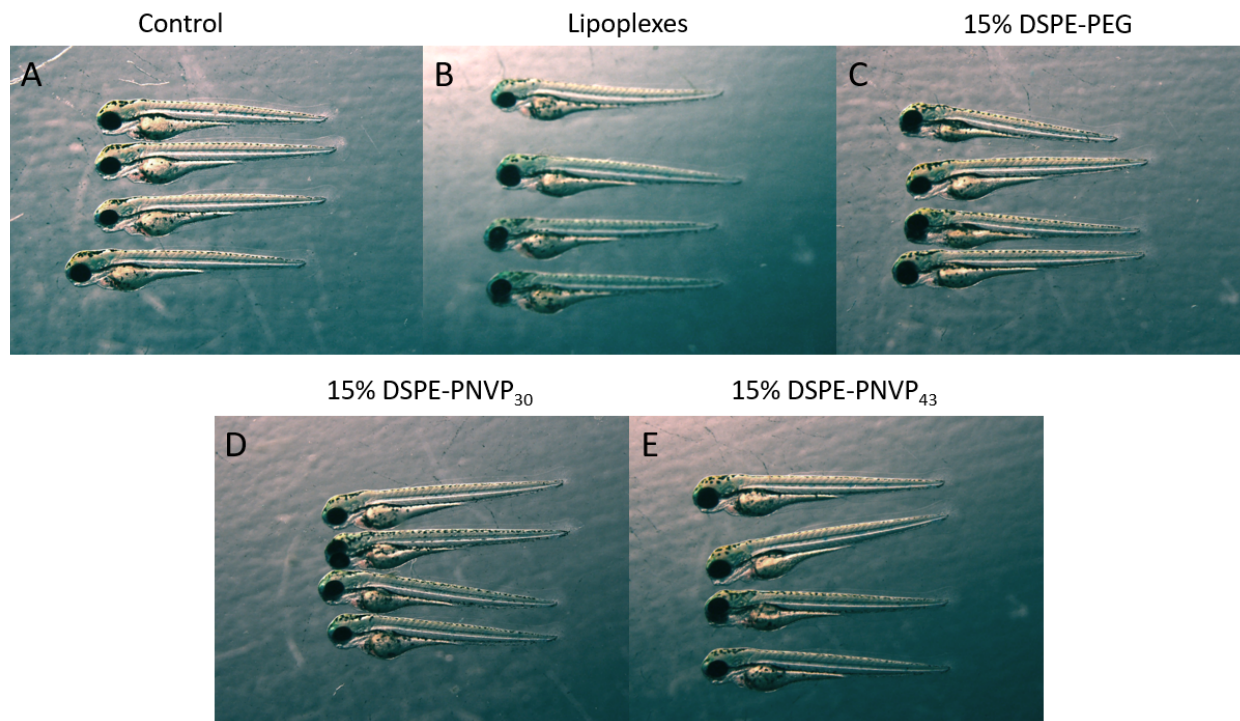 Control
Lipoplexes
15% DSPE-PEG
A
B
C
15% DSPE-PNVP₃₀
15% DSPE-PNVP₄₃
D
E